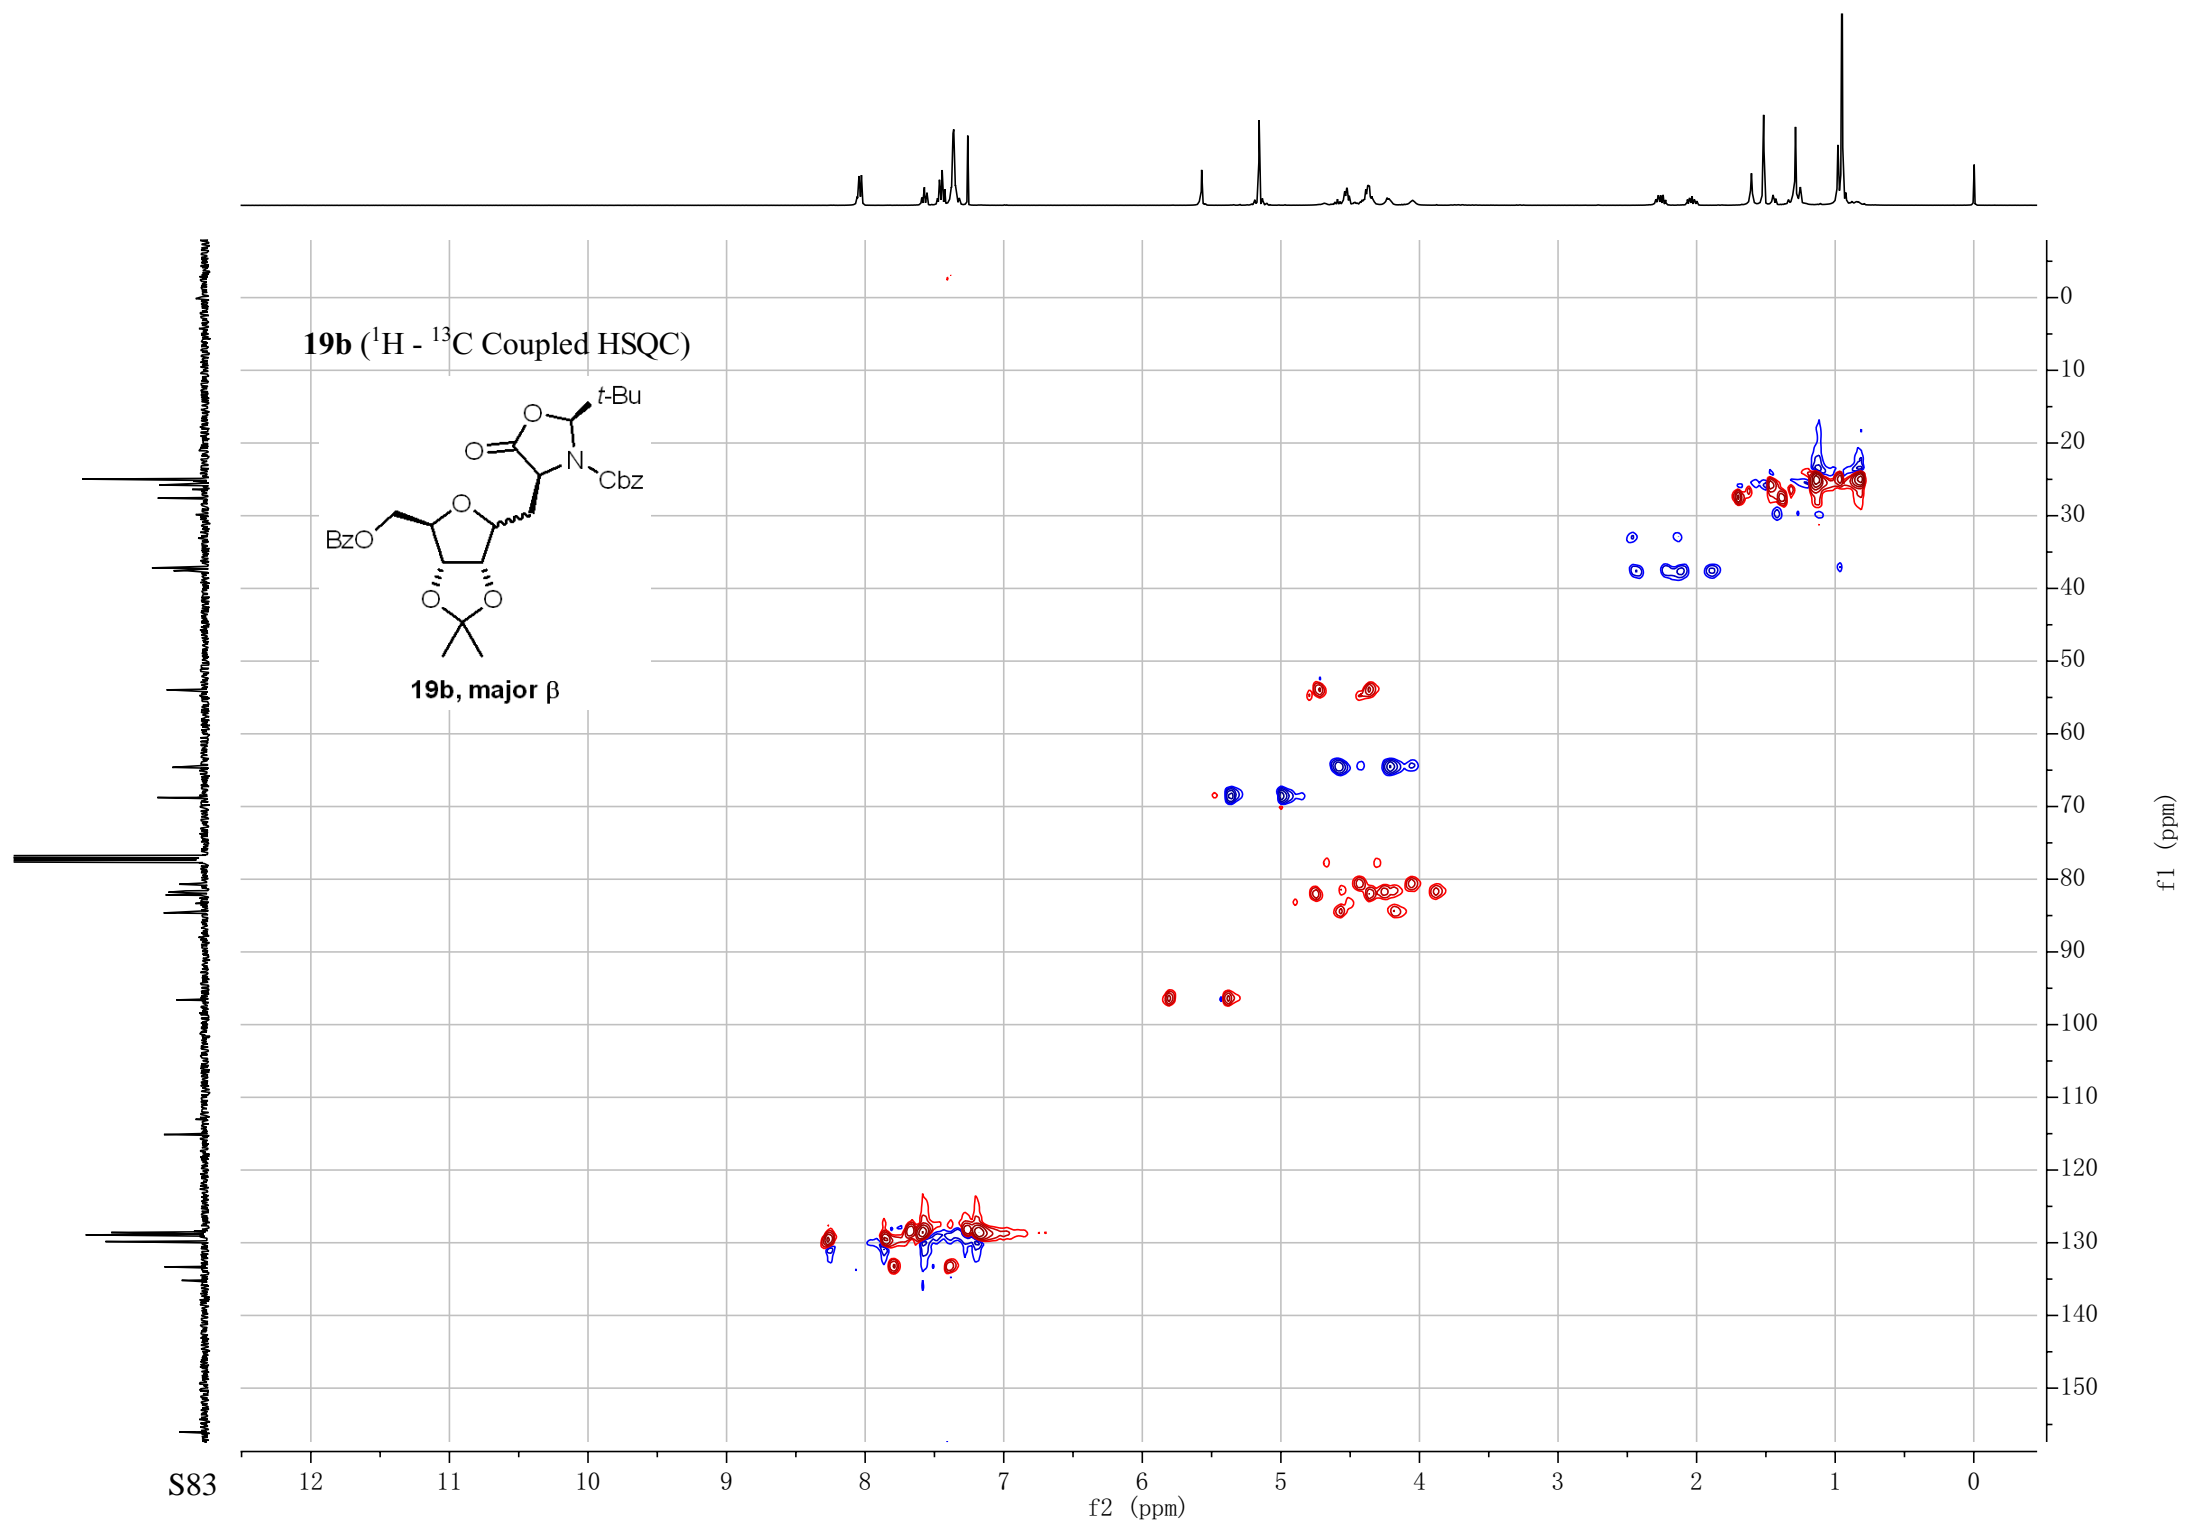 19b (¹H - ¹³C Coupled HSQC)
t-Bu
O
O
N
Cbz
O
BzO
O
O
19b, major β
0
10
20
30
40
50
60
70
80
90
100
110
120
130
140
150
f1 (ppm)
12 11 10 9 8 7 6 5 4 3 2 1 0
f2 (ppm)
S83